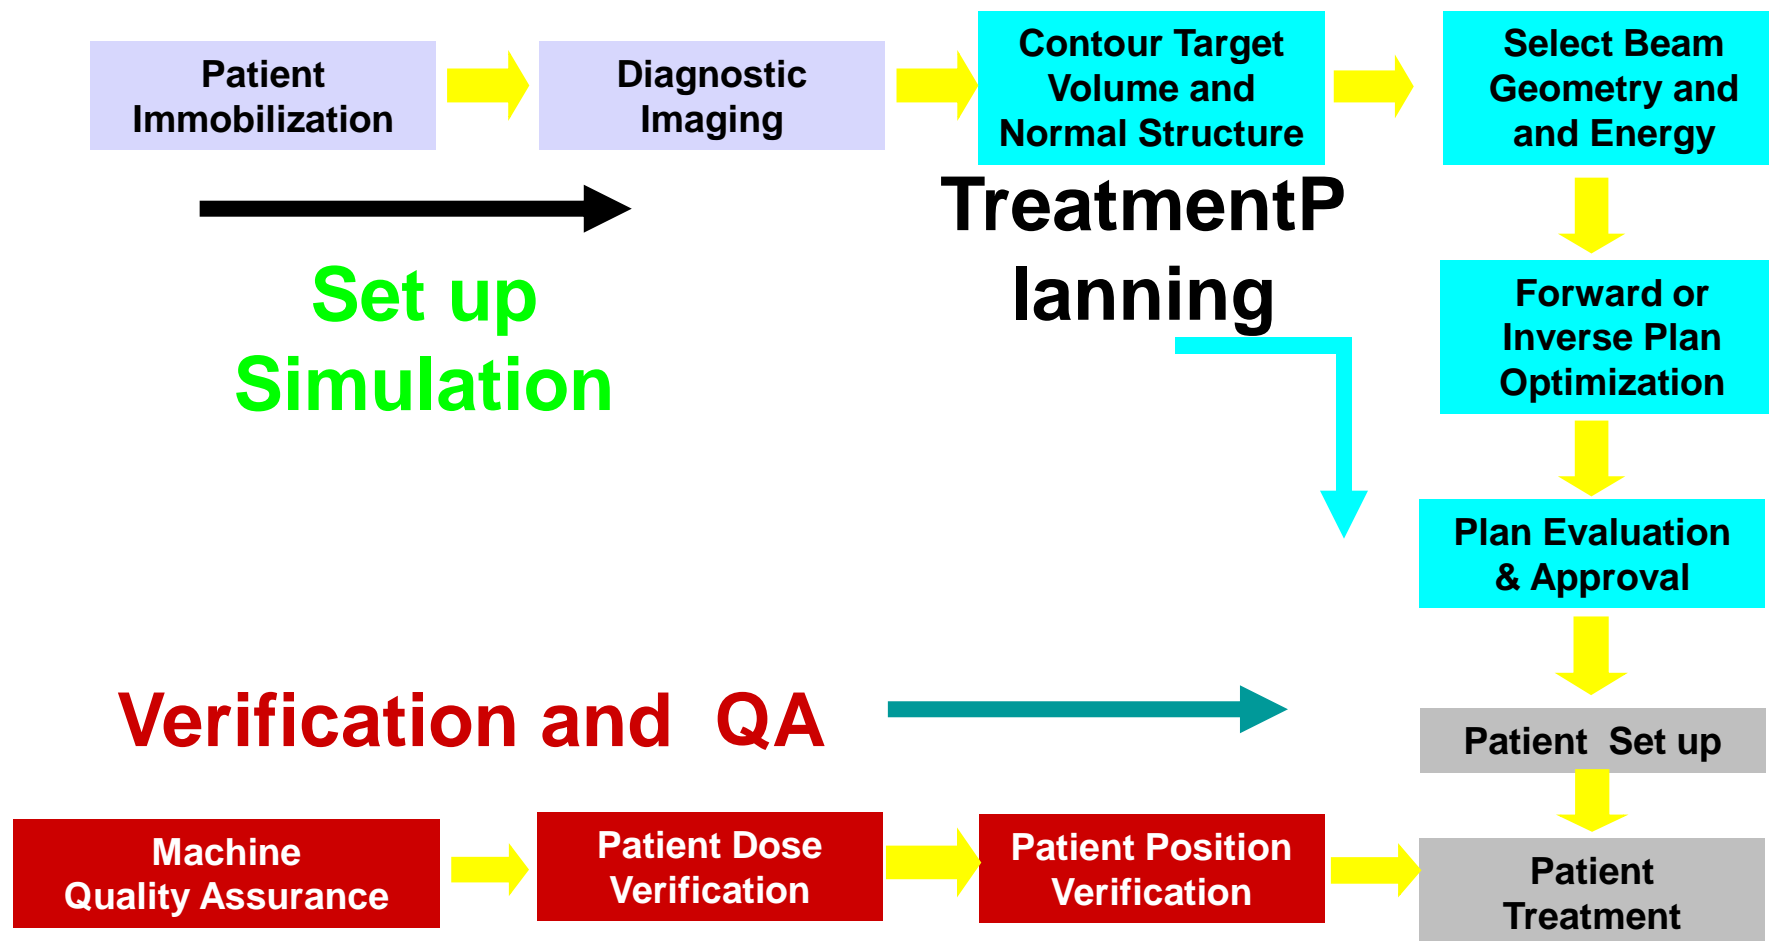 Patient
Immobilization
Diagnostic
Imaging
Contour Target
Volume and
Normal Structure
Select Beam
Geometry and
and Energy
TreatmentP
lanning
Set up
Simulation
Forward or
Inverse Plan
Optimization
Plan Evaluation
& Approval
Verification and QA
Patient Set up
Machine
Quality Assurance
Patient Dose
Verification
Patient Position
Verification
Patient
Treatment